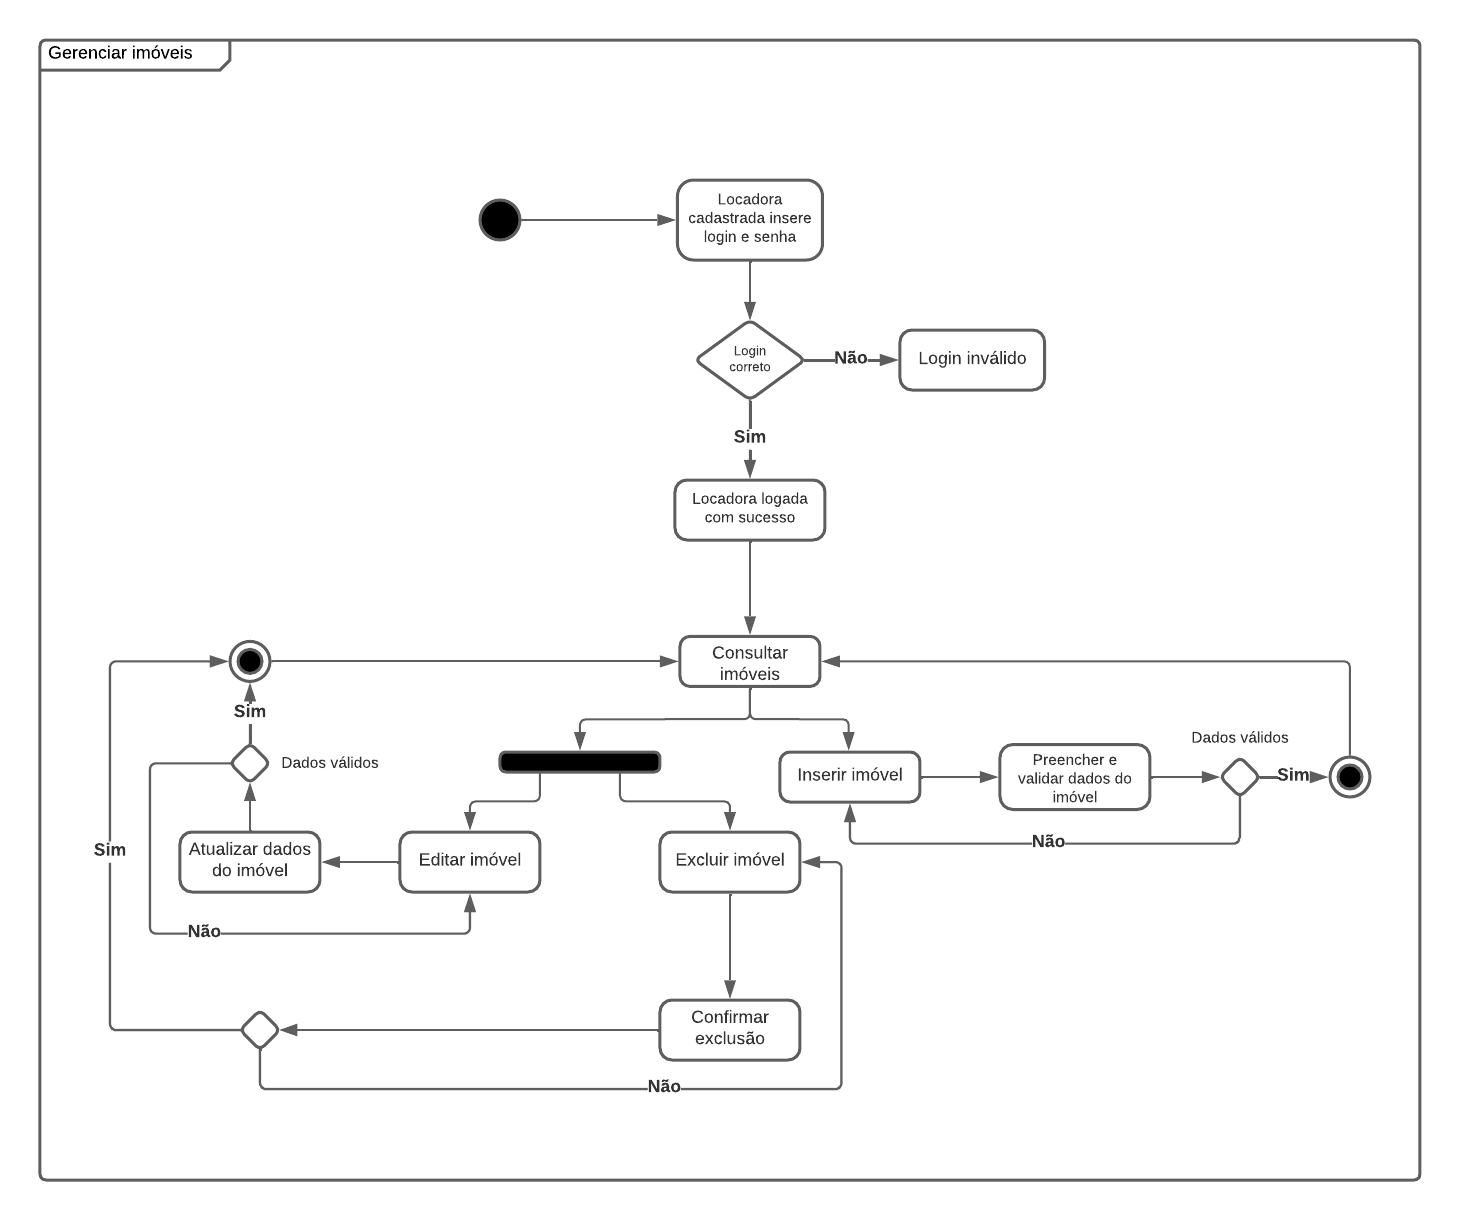 Gerenciar imóveis
Locadora
cadastrada insere
login e senha
Login
correto
Não
Login inválido
Sim
Locadora logada
com sucesso
Consultar
imóveis
Sim
Dados válidos
Dados válidos
Inserir imóvel
Preencher e
validar dados do
imóvel
Sim
Não
Sim
Atualizar dados
do imóvel
Editar imóvel
Excluir imóvel
Não
Confirmar
exclusão
Não